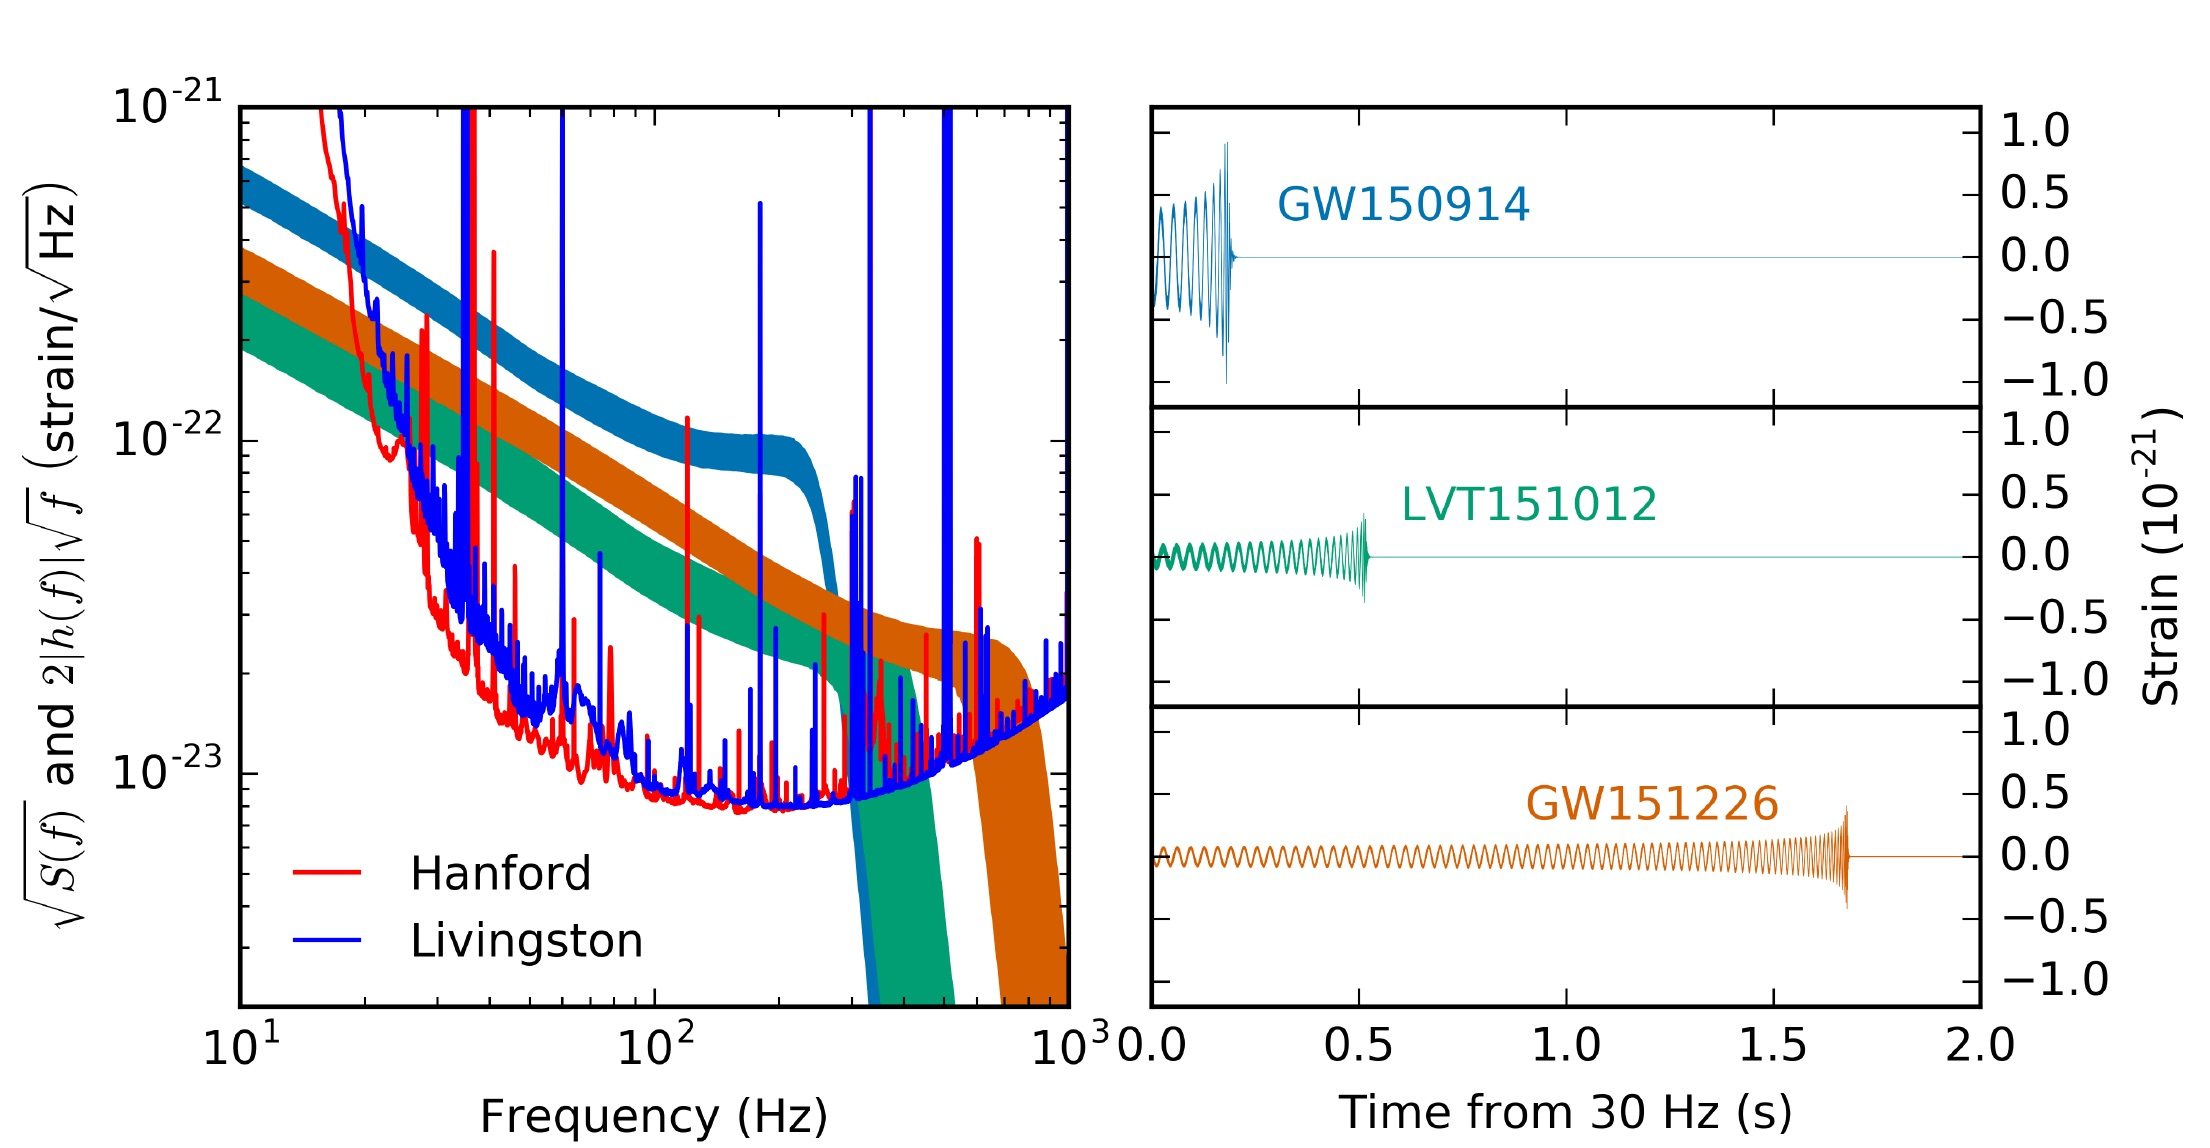 √S(f) and 2|h(f)|√f (strain/√Hz)
10^-21
10^-22
10^-23
Hanford
Livingston
10^1
10^2
10^3
Frequency (Hz)
GW150914
1.0
0.5
0.0
−0.5
−1.0
LVT151012
1.0
0.5
0.0
−0.5
−1.0
GW151226
1.0
0.5
0.0
−0.5
−1.0
Strain (10^-21)
0.0
0.5
1.0
1.5
2.0
Time from 30 Hz (s)